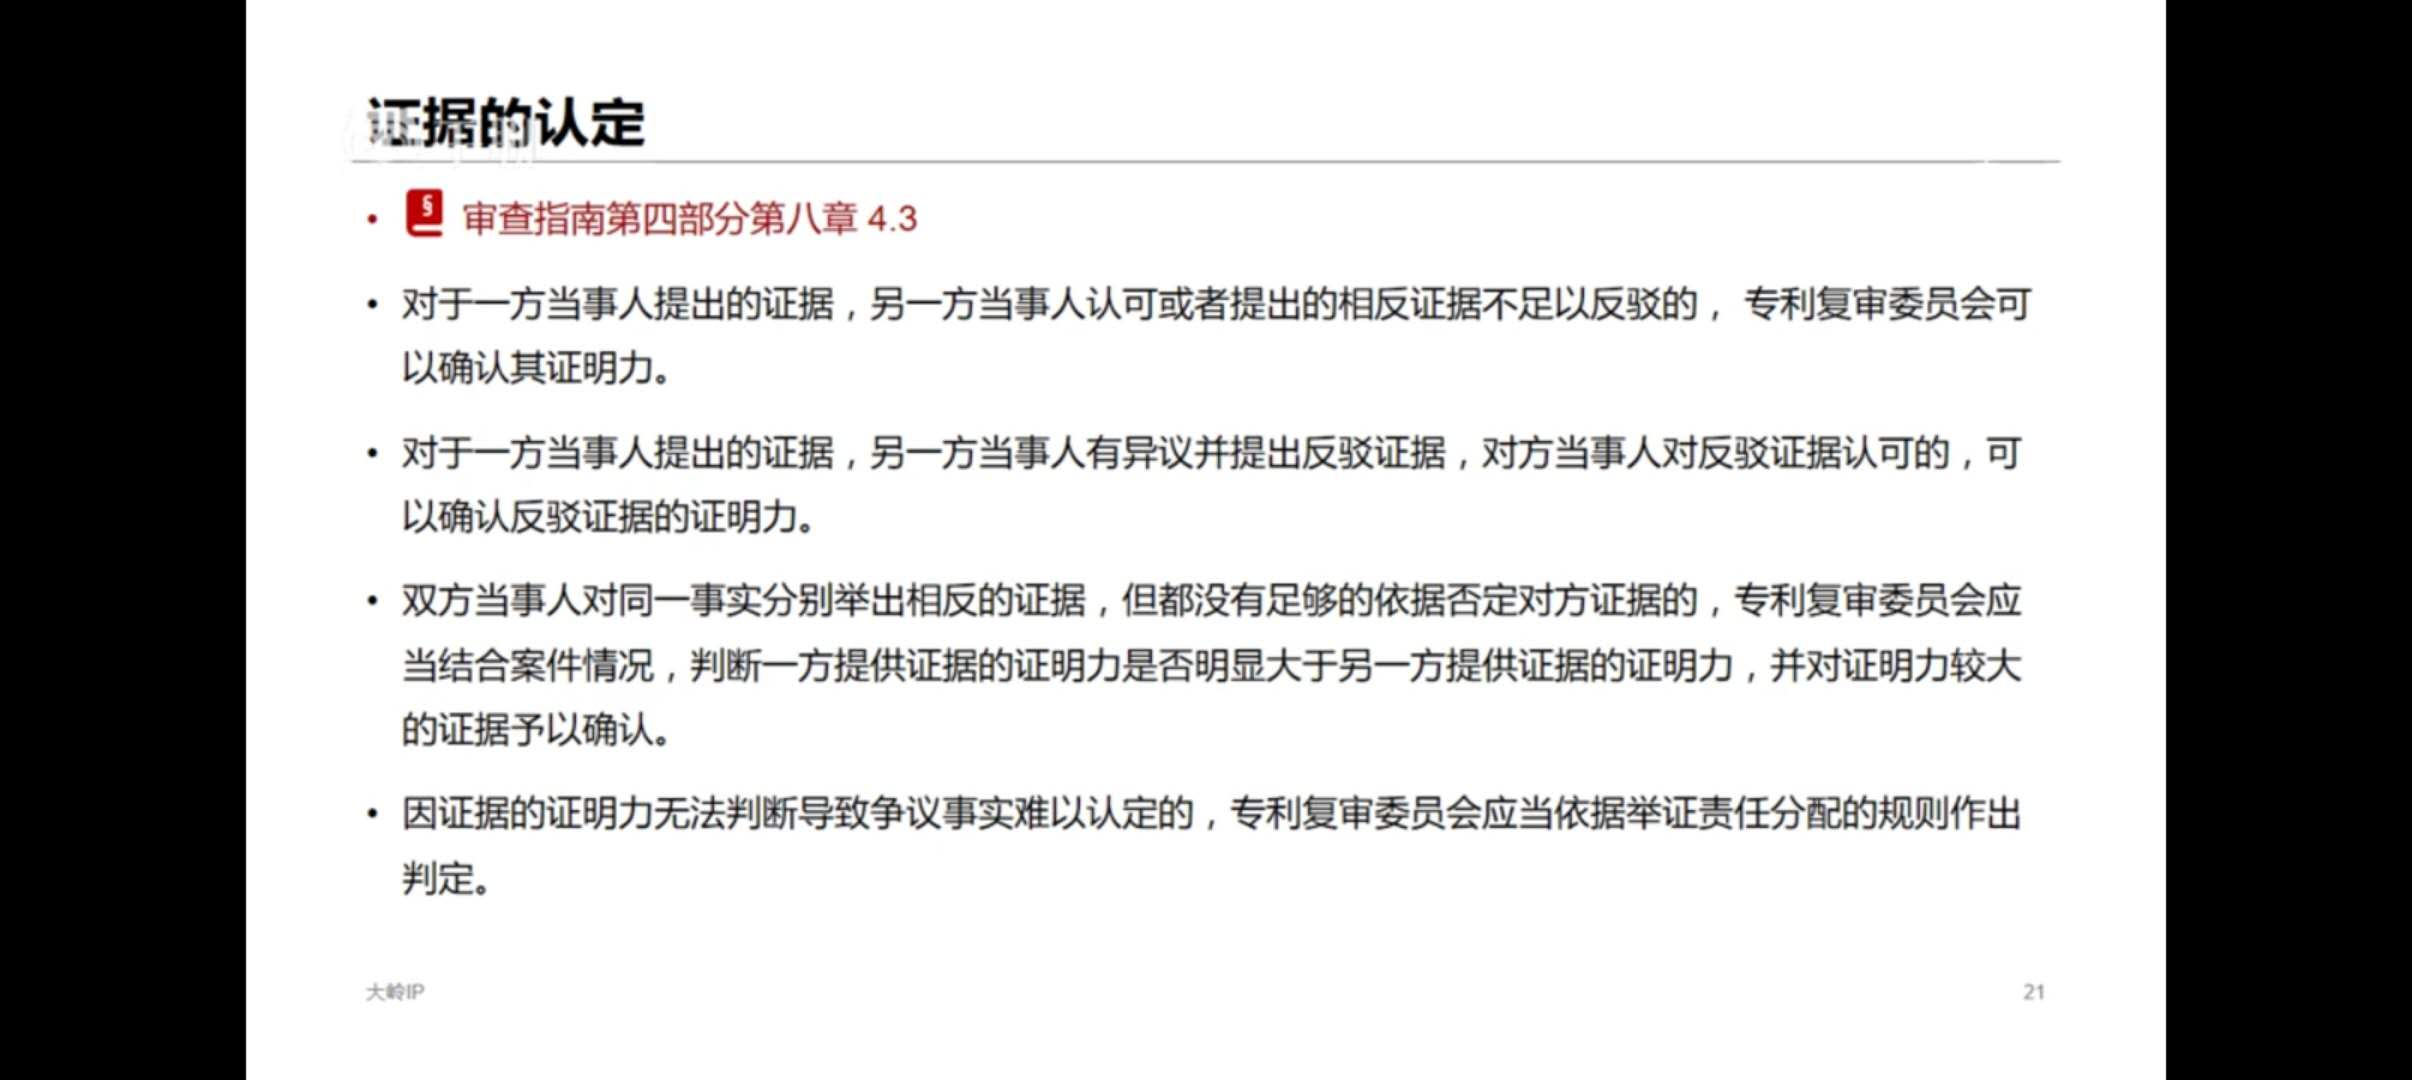 证据的认定
• § 审查指南第四部分第八章 4.3
• 对于一方当事人提出的证据，另一方当事人认可或者提出的相反证据不足以反驳的， 专利复审委员会可
以确认其证明力。
• 对于一方当事人提出的证据，另一方当事人有异议并提出反驳证据，对方当事人对反驳证据认可的，可
以确认反驳证据的证明力。
• 双方当事人对同一事实分别举出相反的证据，但都没有足够的依据否定对方证据的，专利复审委员会应
当结合案件情况，判断一方提供证据的证明力是否明显大于另一方提供证据的证明力，并对证明力较大
的证据予以确认。
• 因证据的证明力无法判断导致争议事实难以认定的，专利复审委员会应当依据举证责任分配的规则作出
判定。
大岭IP
21